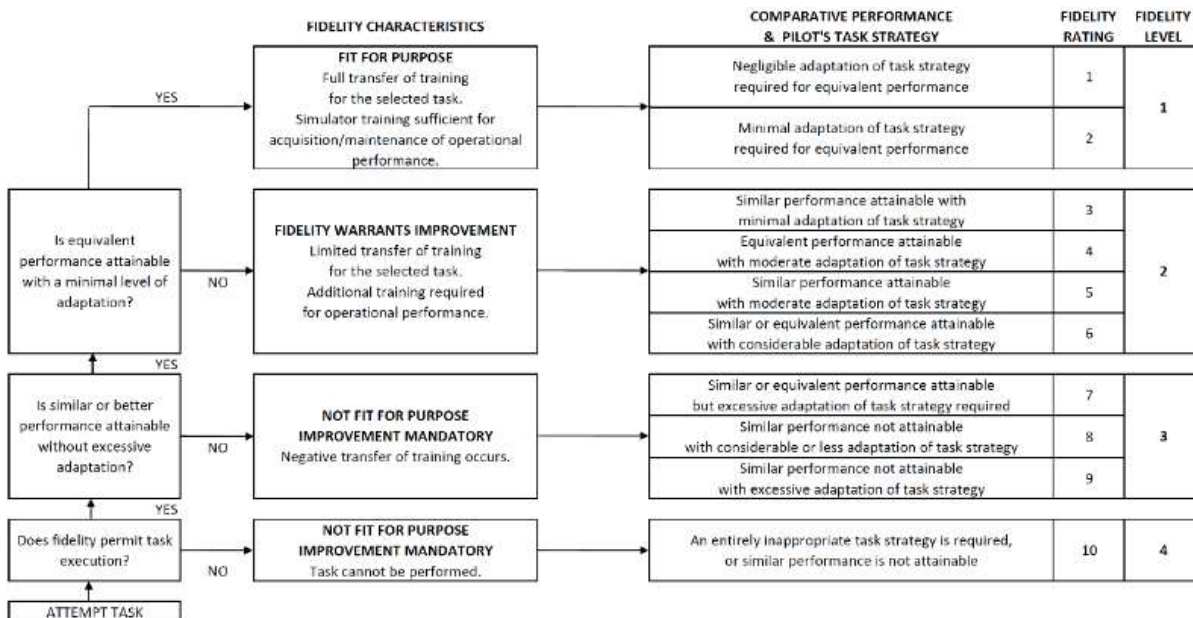 FIDELITY CHARACTERISTICS
COMPARATIVE PERFORMANCE
& PILOT'S TASK STRATEGY
FIDELITY
RATING
FIDELITY
LEVEL
FIT FOR PURPOSE
Full transfer of training
for the selected task.
Simulator training sufficient for
acquisition/maintenance of operational
performance.
YES
Negligible adaptation of task strategy
required for equivalent performance
1
Minimal adaptation of task strategy
required for equivalent performance
2
1
Is equivalent
performance attainable
with a minimal level of
adaptation?
NO
FIDELITY WARRANTS IMPROVEMENT
Limited transfer of training
for the selected task.
Additional training required
for operational performance.
Similar performance attainable with
minimal adaptation of task strategy
3
Equivalent performance attainable
with moderate adaptation of task strategy
4
Similar performance attainable
with moderate adaptation of task strategy
5
Similar or equivalent performance attainable
with considerable adaptation of task strategy
6
2
YES
Is similar or better
performance attainable
without excessive
adaptation?
NO
NOT FIT FOR PURPOSE
IMPROVEMENT MANDATORY
Negative transfer of training occurs.
Similar or equivalent performance attainable
but excessive adaptation of task strategy required
7
Similar performance not attainable
with considerable or less adaptation of task strategy
8
Similar performance not attainable
with excessive adaptation of task strategy
9
3
YES
Does fidelity permit task
execution?
NO
NOT FIT FOR PURPOSE
IMPROVEMENT MANDATORY
Task cannot be performed.
An entirely inappropriate task strategy is required,
or similar performance is not attainable
10
4
ATTEMPT TASK